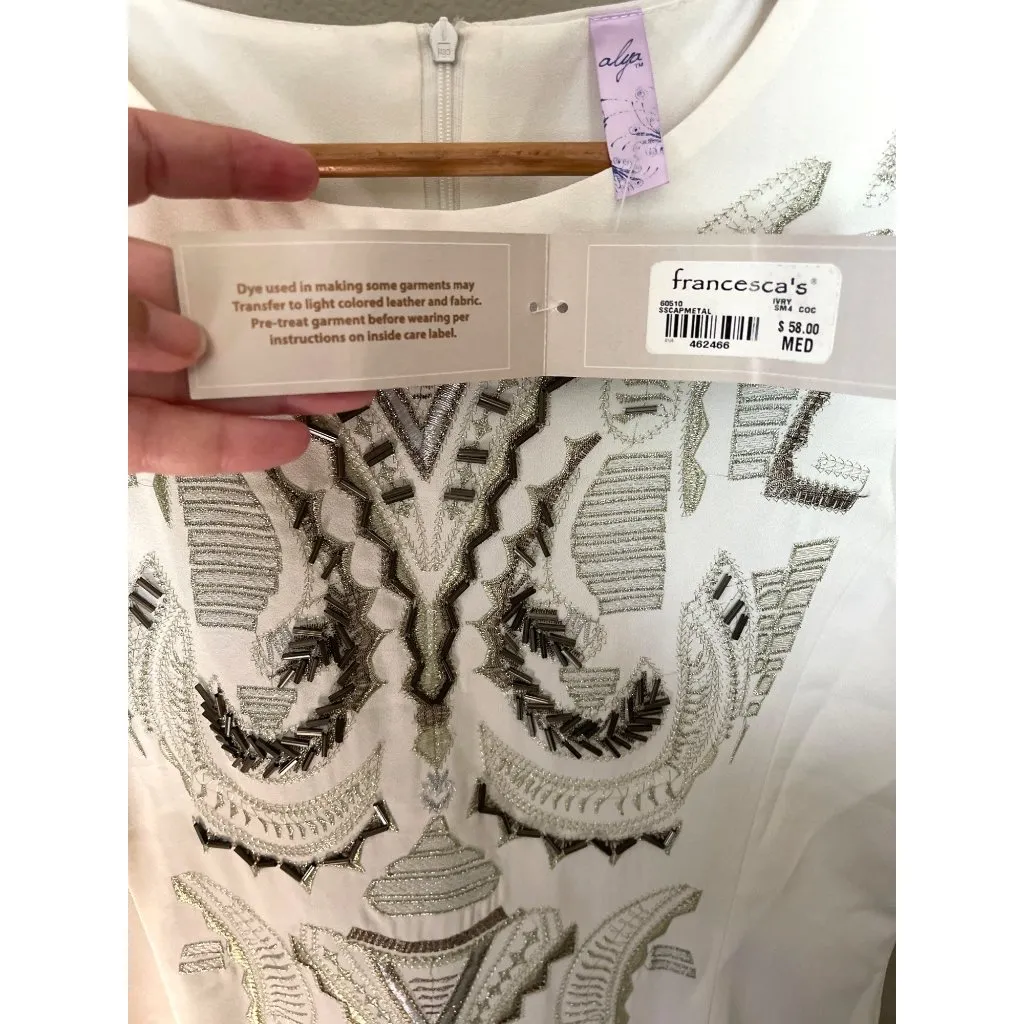 alya™
Dye used in making some garments may
Transfer to light colored leather and fabric.
Pre-treat garment before wearing per
instructions on inside care label.
francesca's®
60510 IVRY
SSCAPMETAL SM4 COC
$ 58.00
462466 MED